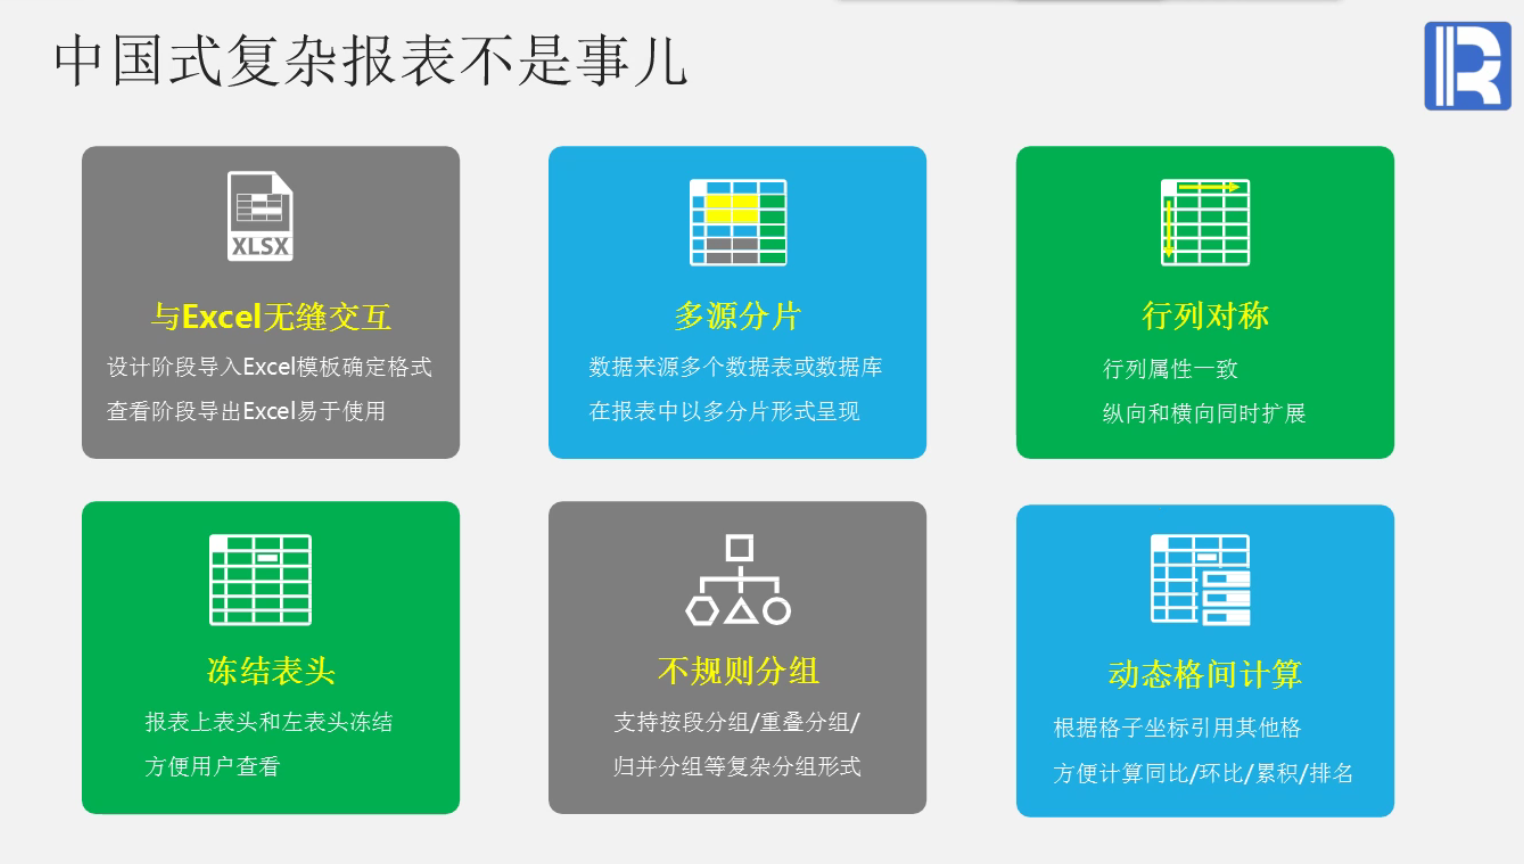 中国式复杂报表不是事儿
R
XLSX
与Excel无缝交互
设计阶段导入Excel模板确定格式
查看阶段导出Excel易于使用
多源分片
数据来源多个数据表或数据库
在报表中以多分片形式呈现
行列对称
行列属性一致
纵向和横向同时扩展
冻结表头
报表上表头和左表头冻结
方便用户查看
不规则分组
支持按段分组/重叠分组/
归并分组等复杂分组形式
动态格间计算
根据格子坐标引用其他格
方便计算同比/环比/累积/排名